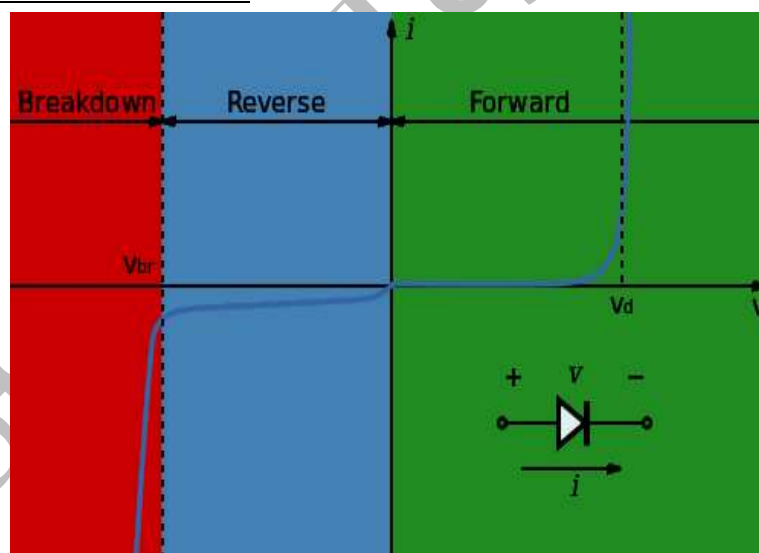 i
Breakdown Reverse Forward
Vbr
Vd V
+ v −
i